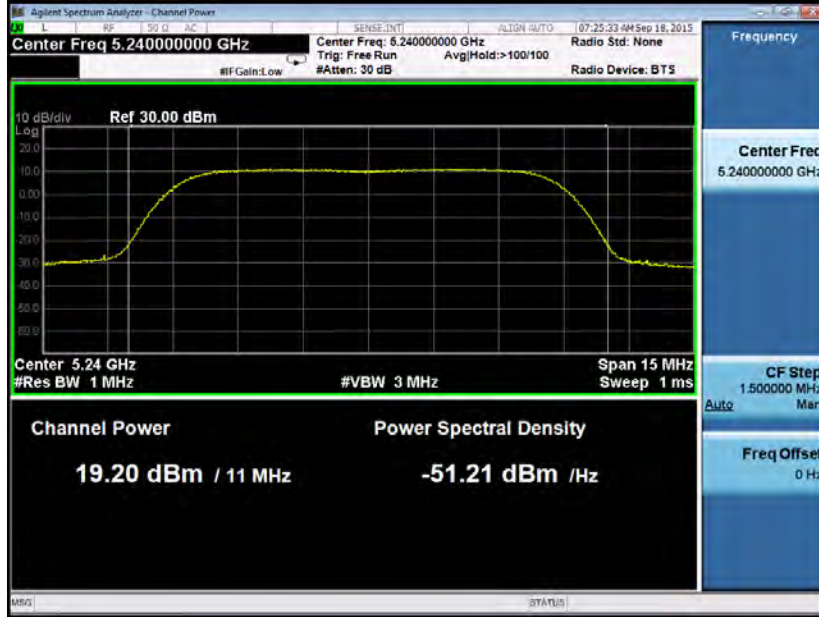 Agilent Spectrum Analyzer - Channel Power
L RF 50 Ω AC SENSE:INT ALIGN AUTO 07:25:33 AM Sep 18, 2015
Center Freq 5.240000000 GHz
Center Freq: 5.240000000 GHz
Radio Std: None
Trig: Free Run Avg|Hold:>100/100
#IFGain:Low
#Atten: 30 dB
Radio Device: BTS
10 dB/div Ref 30.00 dBm
Log
20.0
10.0
0.00
-10.0
-20.0
-30.0
-40.0
-50.0
-60.0
Center 5.24 GHz
Span 15 MHz
#Res BW 1 MHz
#VBW 3 MHz
Sweep 1 ms
Channel Power
Power Spectral Density
19.20 dBm / 11 MHz
-51.21 dBm /Hz
Frequency
Center Freq
5.240000000 GHz
CF Step
1.500000 MHz
Auto Man
Freq Offset
0 Hz
MSG
STATUS